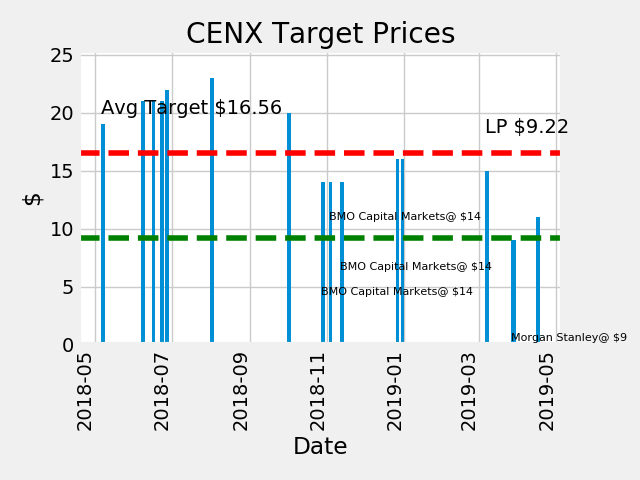 CENX Target Prices
25
20
15
10
5
0
$
Avg Target $16.56
LP $9.22
BMO Capital Markets@ $14
BMO Capital Markets@ $14
BMO Capital Markets@ $14
Morgan Stanley@ $9
2018-05
2018-07
2018-09
2018-11
2019-01
2019-03
2019-05
Date